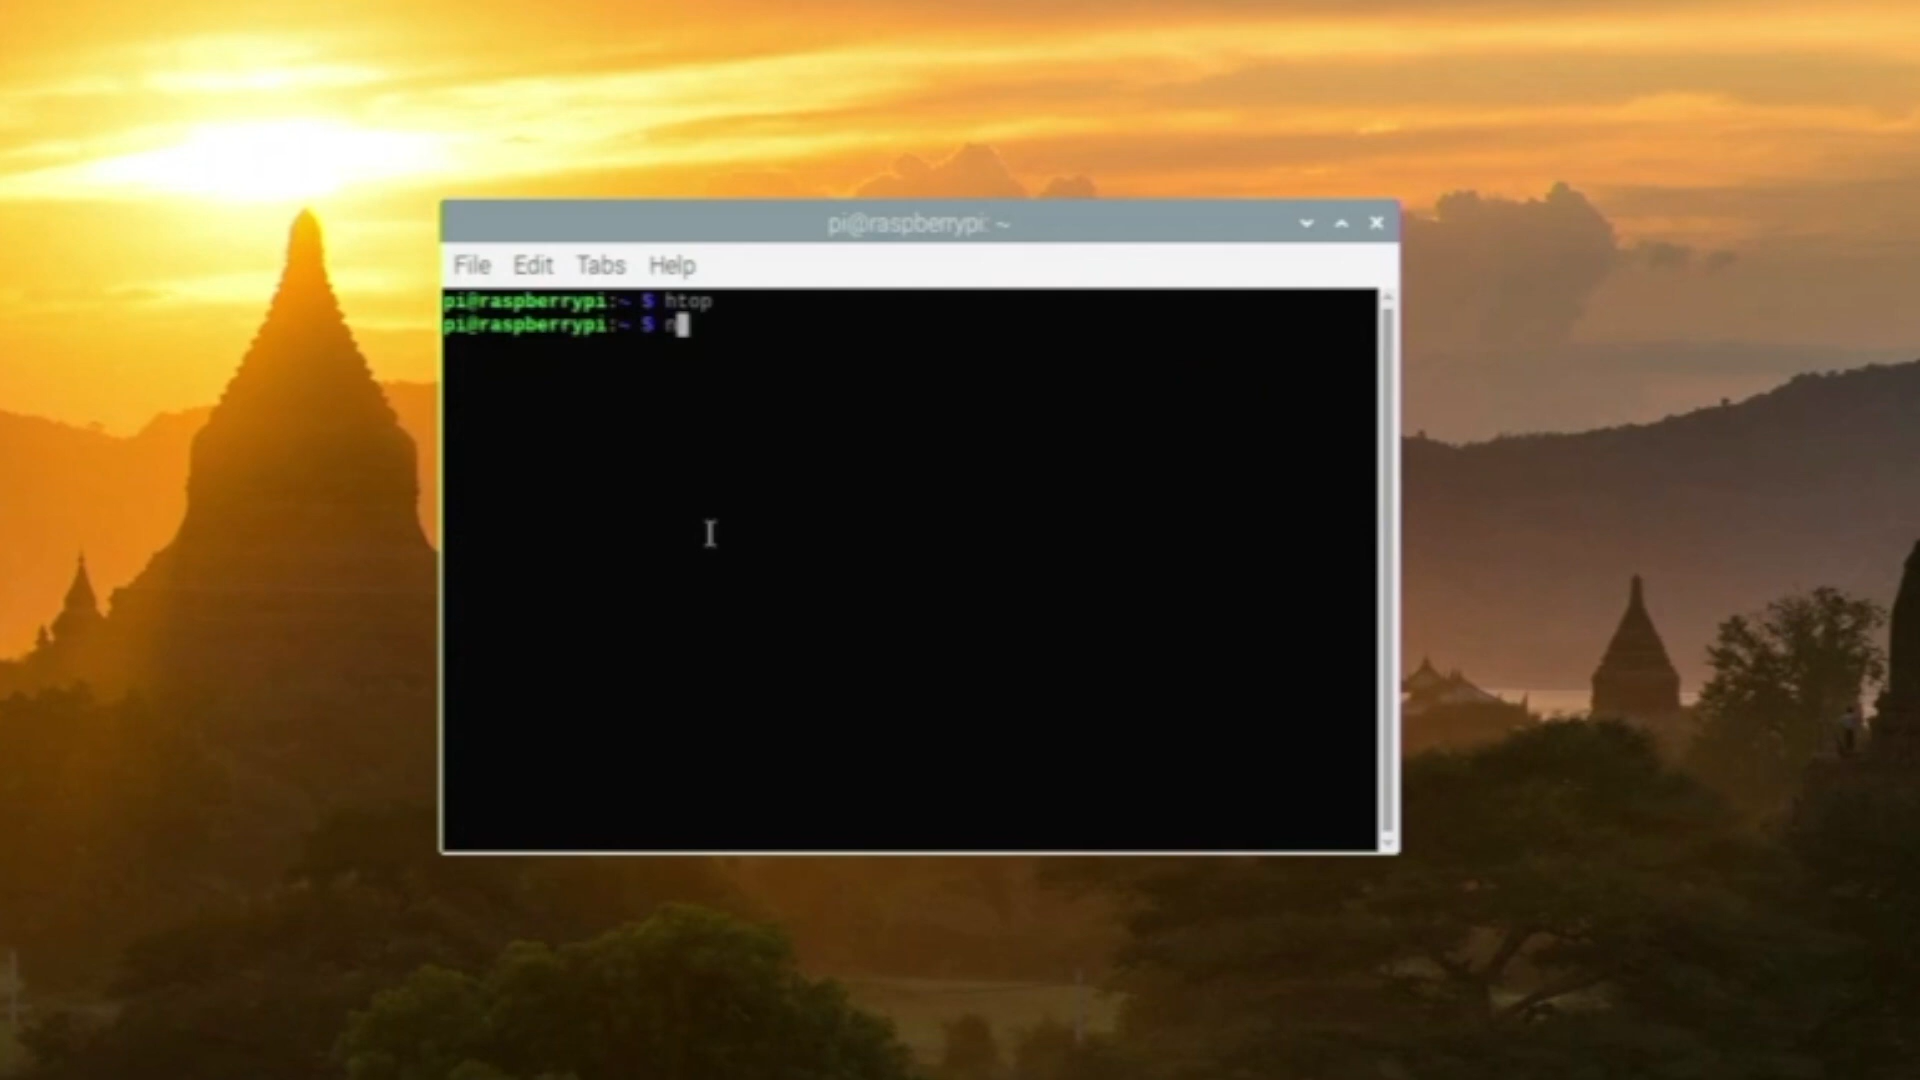 pi@raspberrypi: ~
File Edit Tabs Help
pi@raspberrypi:~ $ htop
pi@raspberrypi:~ $ n